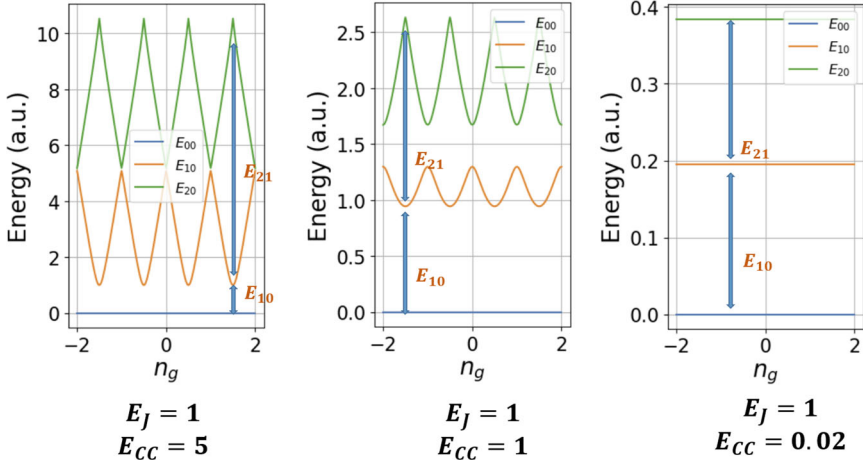 Energy (a.u.)
10
8
6
4
2
0
−2
0
2
n_g
E_00
E_10
E_20
E_21
E_10
E_J = 1
E_CC = 5
Energy (a.u.)
2.5
2.0
1.5
1.0
0.5
0.0
−2
0
2
n_g
E_00
E_10
E_20
E_21
E_10
E_J = 1
E_CC = 1
Energy (a.u.)
0.4
0.3
0.2
0.1
0.0
−2
0
2
n_g
E_00
E_10
E_20
E_21
E_10
E_J = 1
E_CC = 0.02